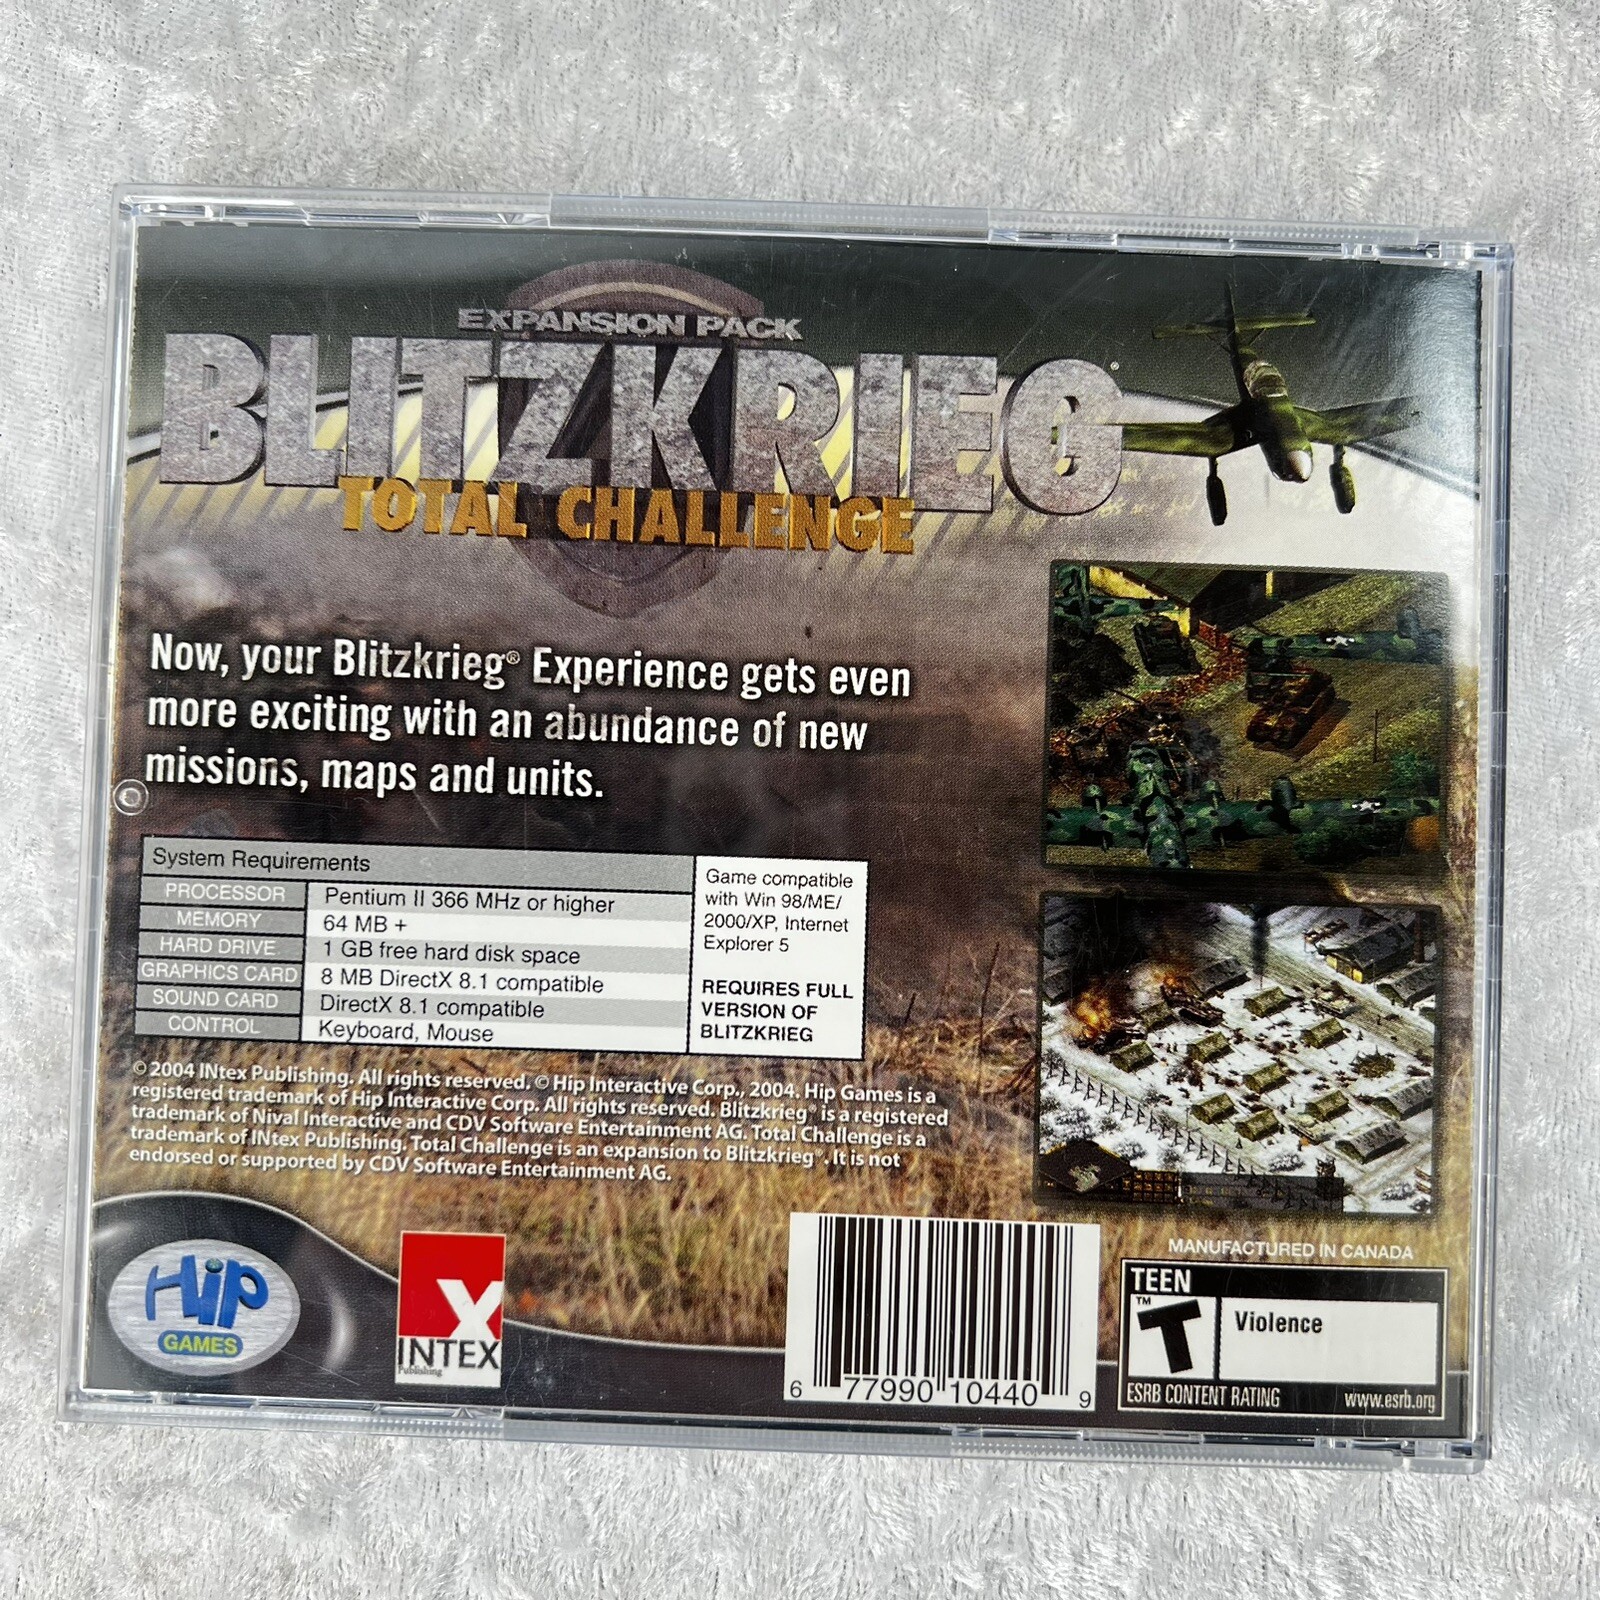 EXPANSION PACK
BLITZKRIEG®
TOTAL CHALLENGE
Now, your Blitzkrieg® Experience gets even
more exciting with an abundance of new
missions, maps and units.
System Requirements
PROCESSOR Pentium II 366 MHz or higher
MEMORY 64 MB +
HARD DRIVE 1 GB free hard disk space
GRAPHICS CARD 8 MB DirectX 8.1 compatible
SOUND CARD DirectX 8.1 compatible
CONTROL Keyboard, Mouse
Game compatible
with Win 98/ME/
2000/XP, Internet
Explorer 5
REQUIRES FULL
VERSION OF
BLITZKRIEG
© 2004 INtex Publishing. All rights reserved. © Hip Interactive Corp., 2004. Hip Games is a
registered trademark of Hip Interactive Corp. All rights reserved. Blitzkrieg® is a registered
trademark of Nival Interactive and CDV Software Entertainment AG. Total Challenge is a
trademark of INtex Publishing. Total Challenge is an expansion to Blitzkrieg®. It is not
endorsed or supported by CDV Software Entertainment AG.
Hip
GAMES
X
INTEX
Publishing
6 77990 10440 9
MANUFACTURED IN CANADA
TEEN
T™
Violence
ESRB CONTENT RATING www.esrb.org